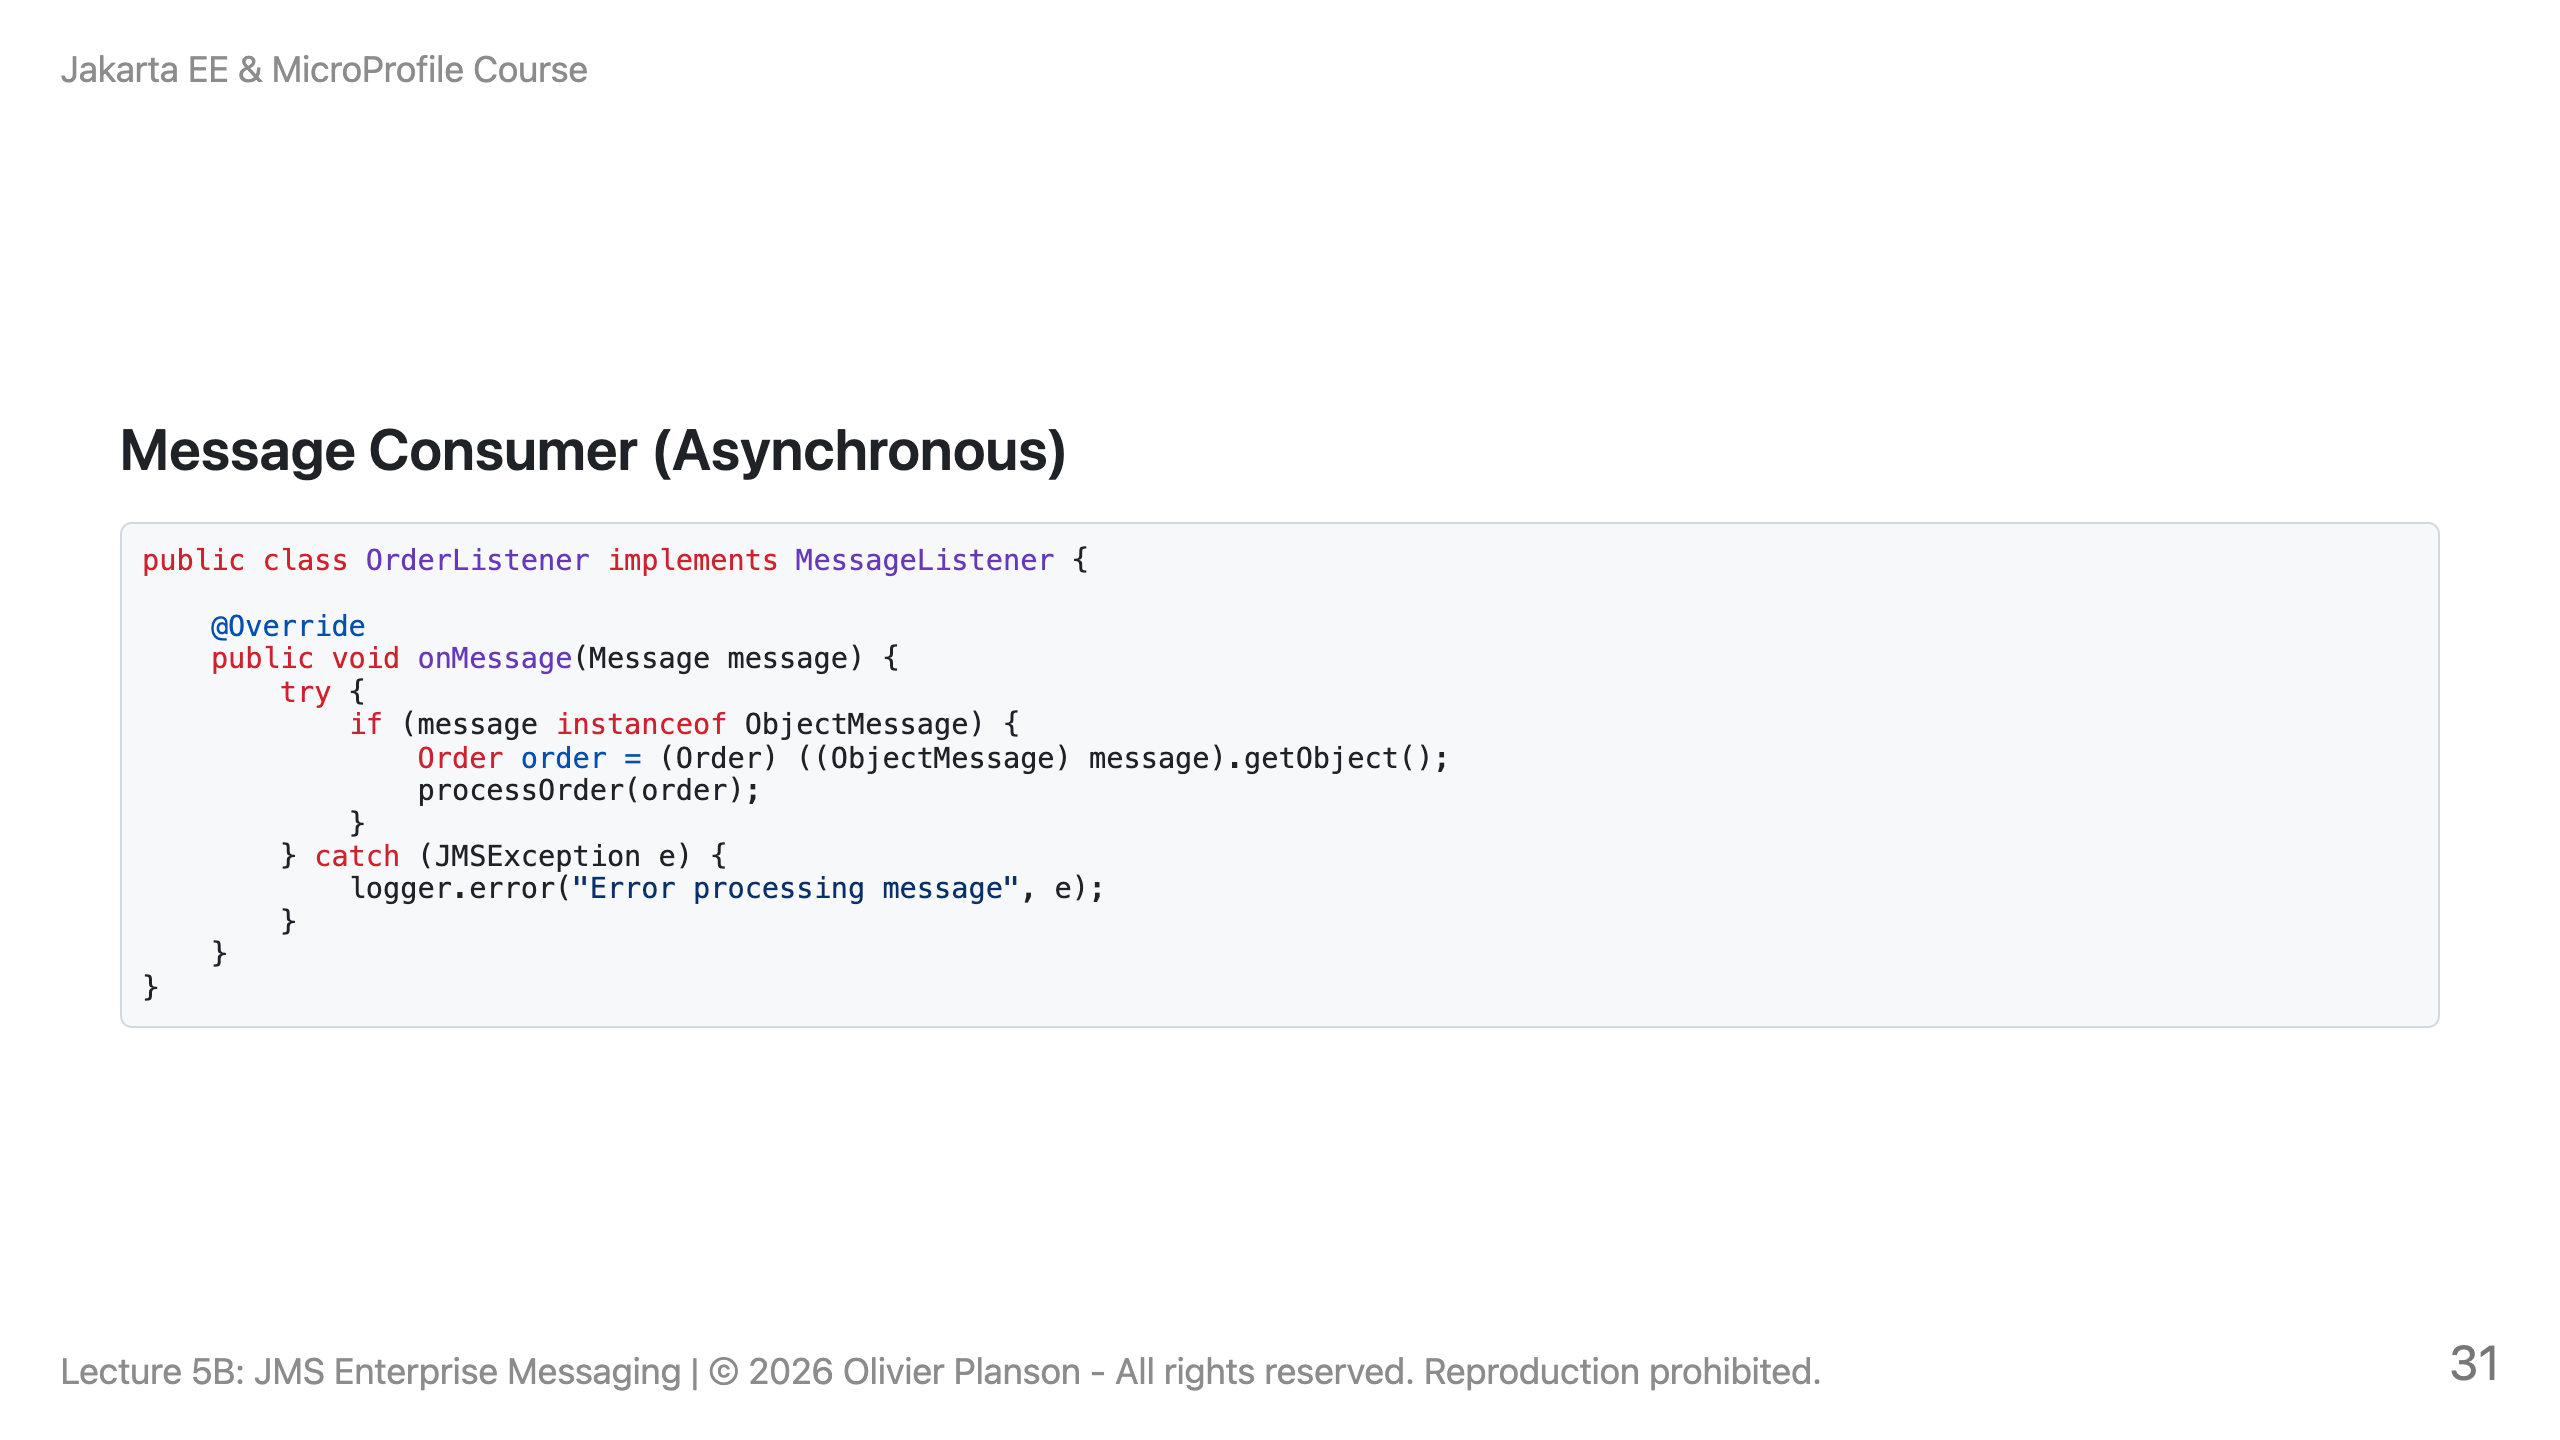 Jakarta EE & MicroProfile Course
Message Consumer (Asynchronous)
public class OrderListener implements MessageListener {

    @Override
    public void onMessage(Message message) {
        try {
            if (message instanceof ObjectMessage) {
                Order order = (Order) ((ObjectMessage) message).getObject();
                processOrder(order);
            }
        } catch (JMSException e) {
            logger.error("Error processing message", e);
        }
    }
}
Lecture 5B: JMS Enterprise Messaging | © 2026 Olivier Planson - All rights reserved. Reproduction prohibited.
31